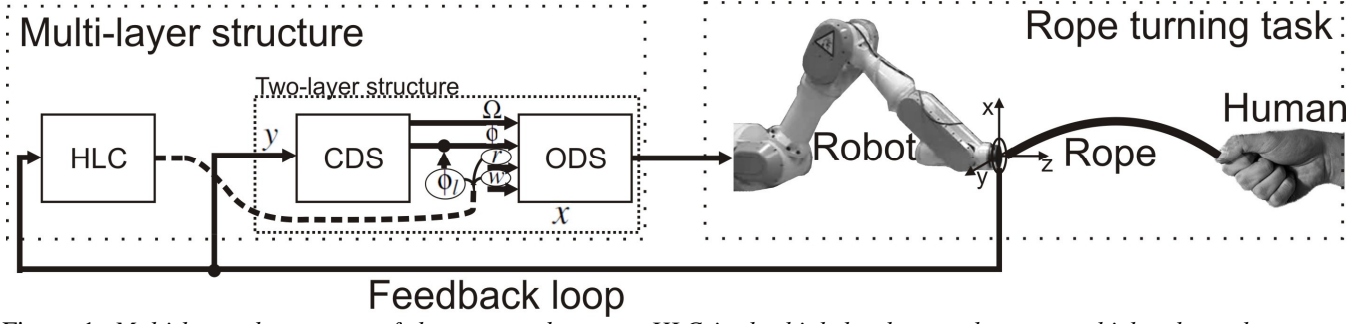 Multi-layer structure
Rope turning task
Two-layer structure
Human
Ω
ϕ
y
r
HLC
CDS
ODS
w
ϕl
x
Robot
x
y
z
Rope
Feedback loop